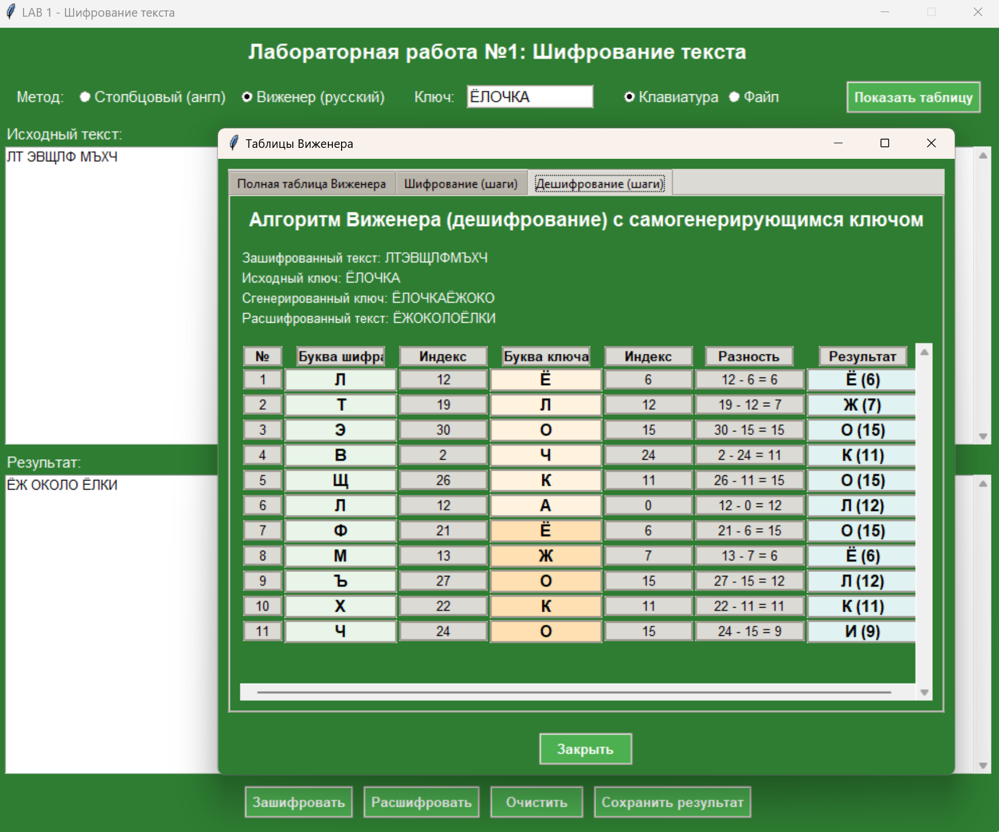 LAB 1 - Шифрование текста
Лабораторная работа №1: Шифрование текста
Метод: Столбцовый (англ) Виженер (русский) Ключ: ЁЛОЧКА Клавиатура Файл Показать таблицу
Исходный текст:
ЛТ ЭВЩЛФ МЪХЧ
Результат:
ЁЖ ОКОЛО ЁЛКИ
Таблицы Виженера
Полная таблица Виженера Шифрование (шаги) Дешифрование (шаги)
Алгоритм Виженера (дешифрование) с самогенерирующимся ключом
Зашифрованный текст: ЛТЭВЩЛФМЪХЧ
Исходный ключ: ЁЛОЧКА
Сгенерированный ключ: ЁЛОЧКАЁЖОКО
Расшифрованный текст: ЁЖОКОЛОЁЛКИ
№ Буква шифра Индекс Буква ключа Индекс Разность Результат
1 Л 12 Ё 6 12 - 6 = 6 Ё (6)
2 Т 19 Л 12 19 - 12 = 7 Ж (7)
3 Э 30 О 15 30 - 15 = 15 О (15)
4 В 2 Ч 24 2 - 24 = 11 К (11)
5 Щ 26 К 11 26 - 11 = 15 О (15)
6 Л 12 А 0 12 - 0 = 12 Л (12)
7 Ф 21 Ё 6 21 - 6 = 15 О (15)
8 М 13 Ж 7 13 - 7 = 6 Ё (6)
9 Ъ 27 О 15 27 - 15 = 12 Л (12)
10 Х 22 К 11 22 - 11 = 11 К (11)
11 Ч 24 О 15 24 - 15 = 9 И (9)
Закрыть
Зашифровать Расшифровать Очистить Сохранить результат